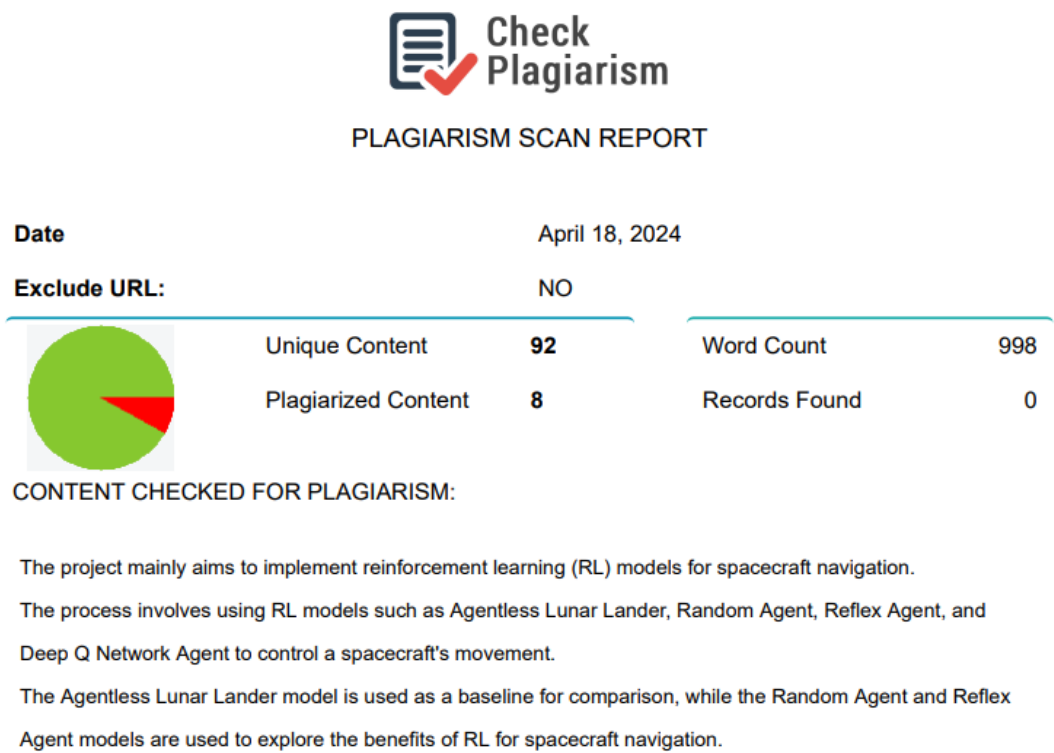 Check
Plagiarism
PLAGIARISM SCAN REPORT
Date April 18, 2024
Exclude URL: NO
Unique Content 92 Word Count 998
Plagiarized Content 8 Records Found 0
CONTENT CHECKED FOR PLAGIARISM:
The project mainly aims to implement reinforcement learning (RL) models for spacecraft navigation.
The process involves using RL models such as Agentless Lunar Lander, Random Agent, Reflex Agent, and
Deep Q Network Agent to control a spacecraft's movement.
The Agentless Lunar Lander model is used as a baseline for comparison, while the Random Agent and Reflex
Agent models are used to explore the benefits of RL for spacecraft navigation.